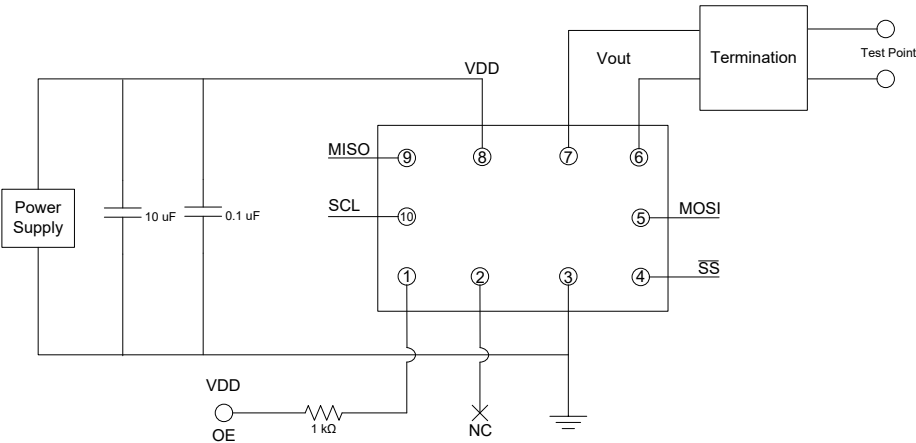 Vout
Termination
Test Point
VDD
MISO
9
8
7
6
Power
Supply
10 uF
0.1 uF
SCL
10
5
MOSI
1
2
3
4
SS
VDD
OE
1 kΩ
NC